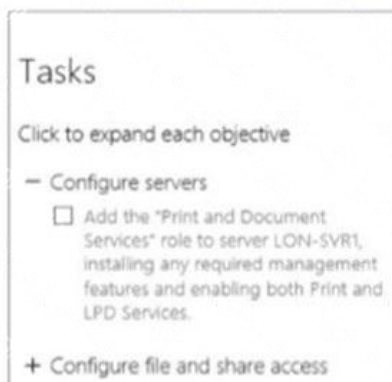 Tasks
Click to expand each objective
− Configure servers
Add the "Print and Document
Services" role to server LON-SVR1,
installing any required management
features and enabling both Print and
LPD Services.
+ Configure file and share access